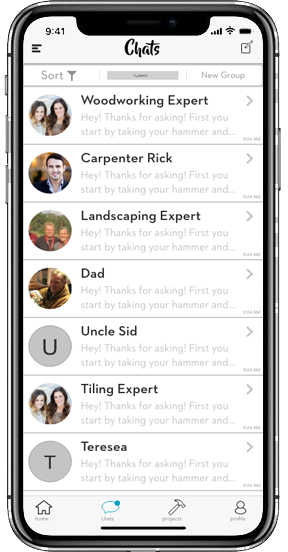 9:41
Chats
Sort
New Group
Woodworking Expert
Hey! Thanks for asking! First you
start by taking your hammer and...
9:24 AM
Carpenter Rick
Hey! Thanks for asking! First you
start by taking your hammer and...
9:24 AM
Landscaping Expert
Hey! Thanks for asking! First you
start by taking your hammer and...
9:24 AM
Dad
Hey! Thanks for asking! First you
start by taking your hammer and...
9:24 AM
U
Uncle Sid
Hey! Thanks for asking! First you
start by taking your hammer and...
9:24 AM
Tiling Expert
Hey! Thanks for asking! First you
start by taking your hammer and...
9:24 AM
T
Teresea
Hey! Thanks for asking! First you
start by taking your hammer and...
9:24 AM
home
chats
projects
profile